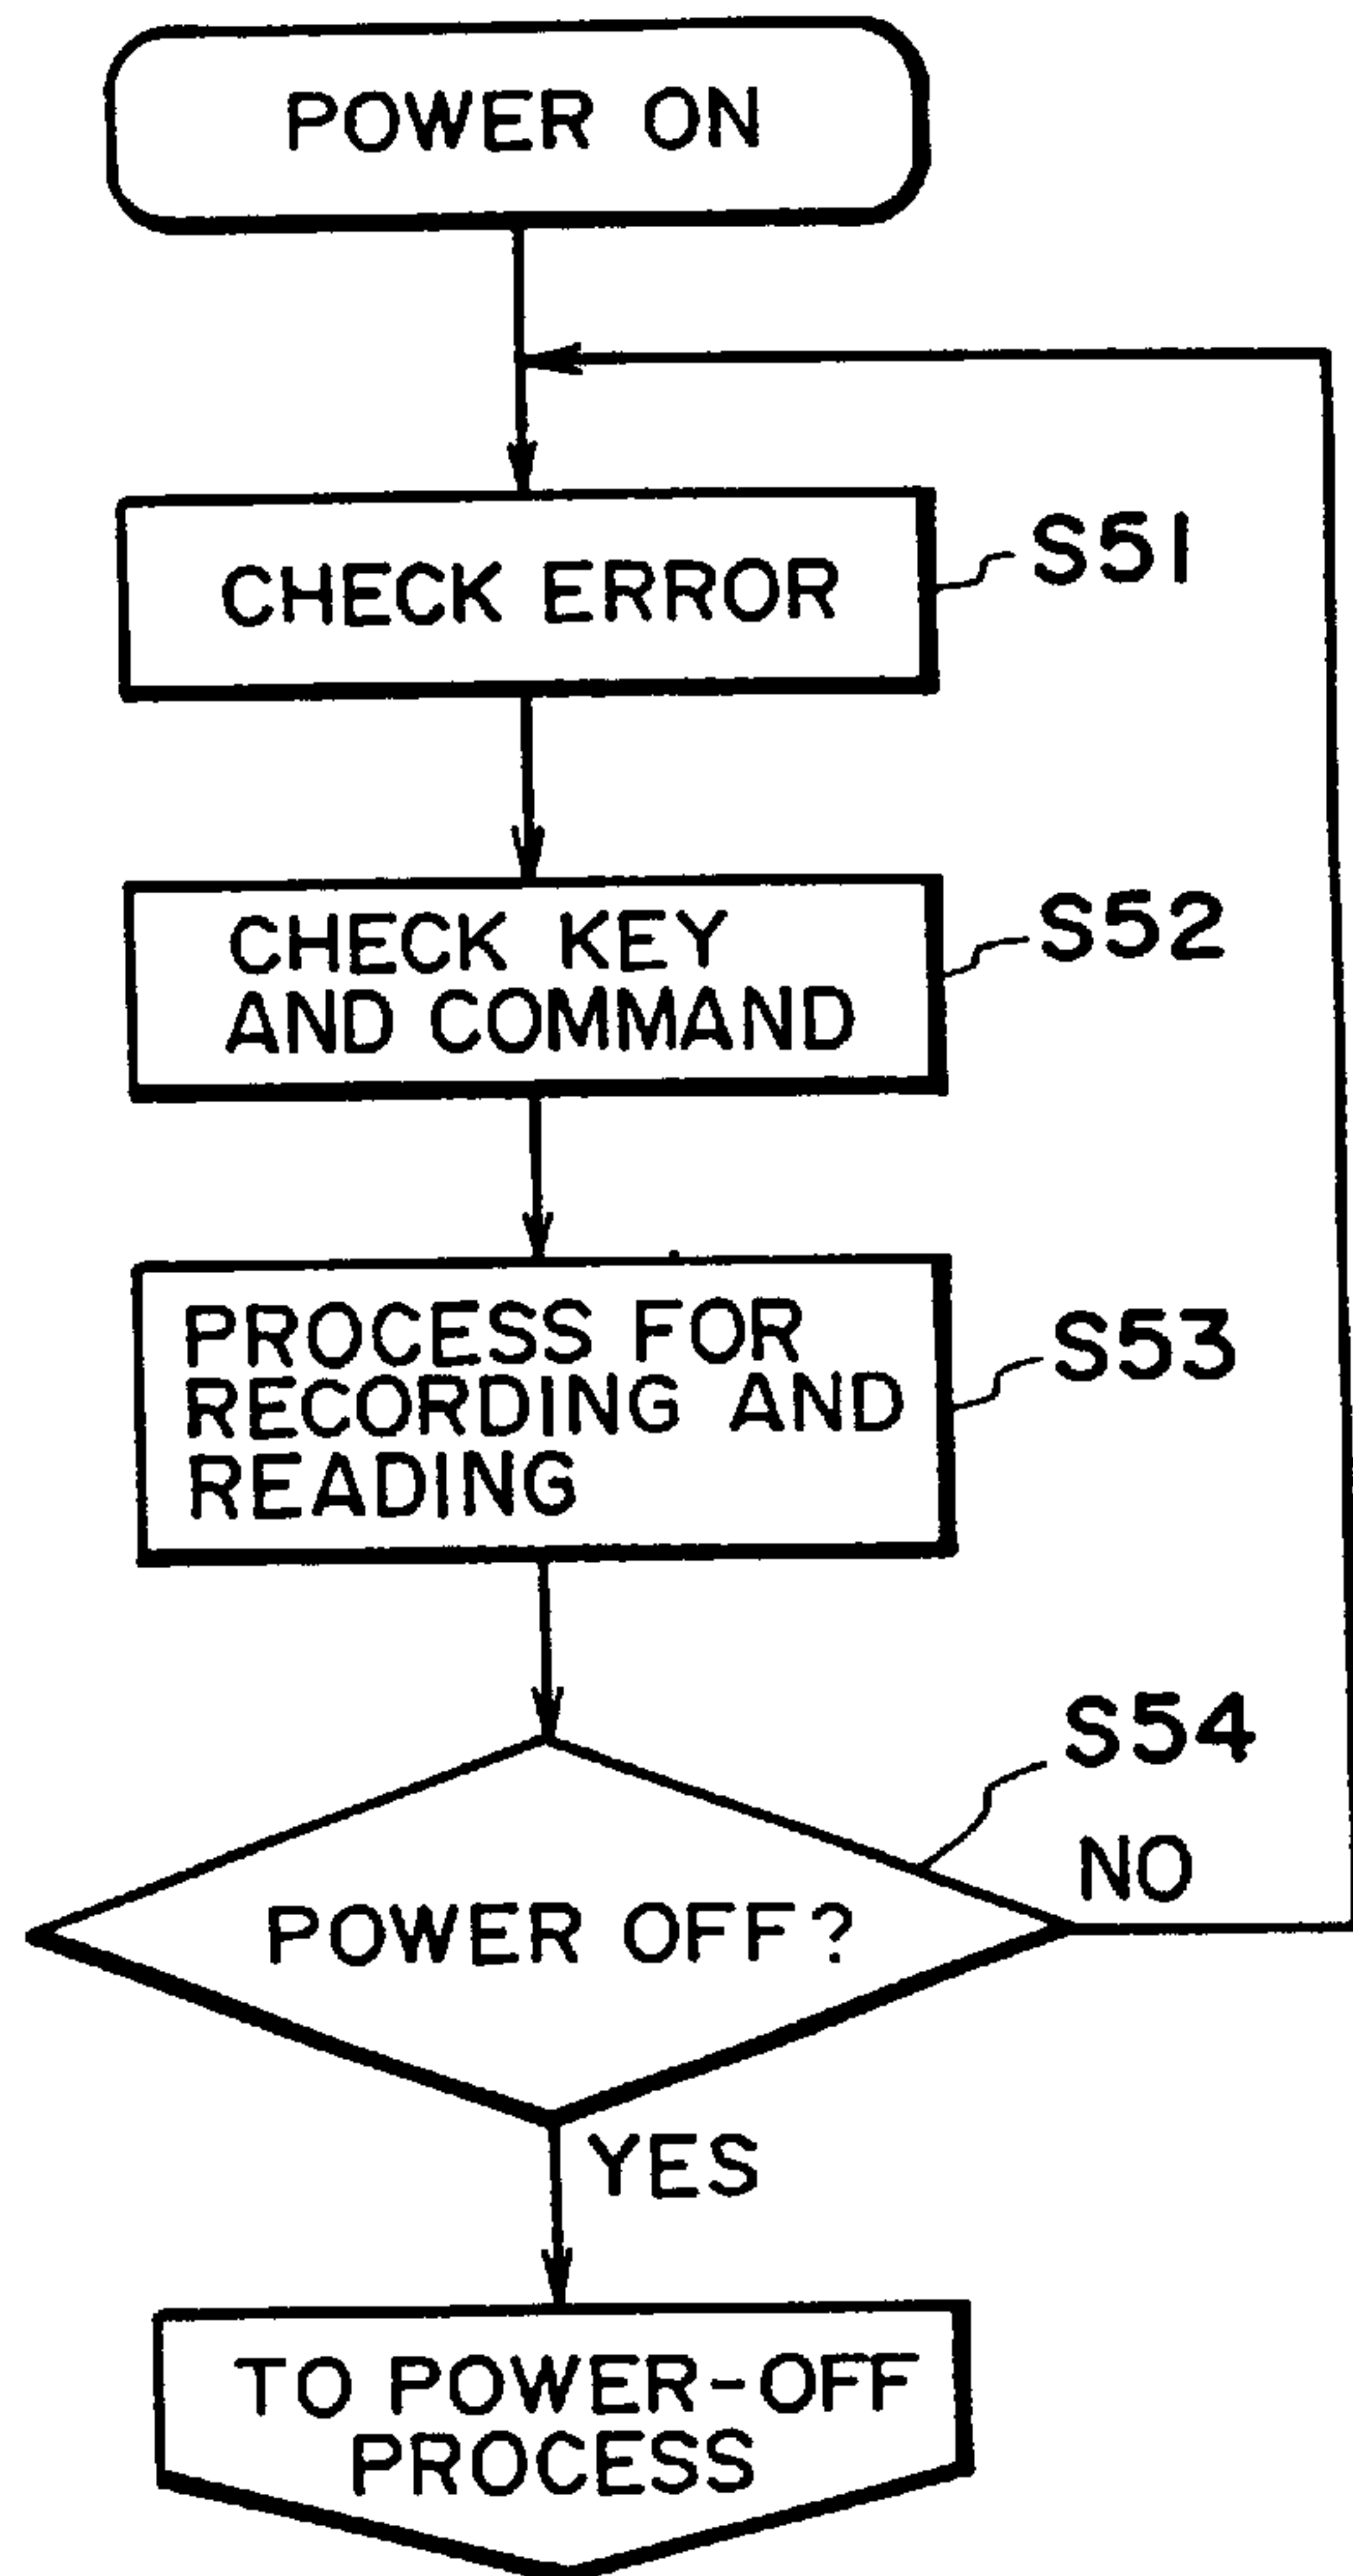 POWER ON
CHECK ERROR
S51
CHECK KEY
AND COMMAND
S52
PROCESS FOR
RECORDING AND
READING
S53
S54
NO
POWER OFF?
YES
TO POWER-OFF
PROCESS